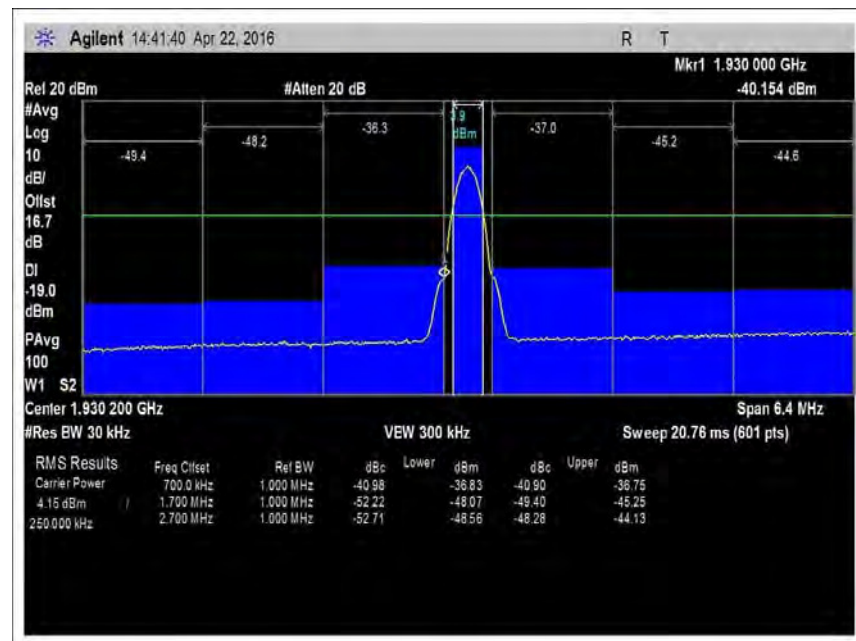 Agilent 14:41:40 Apr 22, 2016 R T
Mkr1 1.930 000 GHz
Ref 20 dBm #Atten 20 dB -40.154 dBm
#Avg
Log
10
dB/
Offst
16.7
dB
DI
-19.0
dBm
PAvg
100
W1 S2
-49.4 -48.2 -36.3 3.9 dBm -37.0 -45.2 -44.6
Center 1.930 200 GHz Span 6.4 MHz
#Res BW 30 kHz VBW 300 kHz Sweep 20.76 ms (601 pts)
RMS Results Freq Offset Ref BW dBc Lower dBm dBc Upper dBm
Carrier Power 700.0 kHz 1.000 MHz -40.98 -36.83 -40.90 -36.75
4.15 dBm / 1.700 MHz 1.000 MHz -52.22 -48.07 -49.40 -45.25
250.000 kHz 2.700 MHz 1.000 MHz -52.71 -48.56 -48.28 -44.13